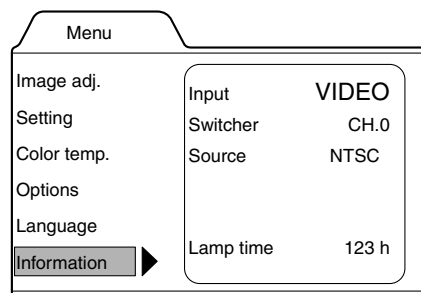 Menu
Image adj.
Setting
Color temp.
Options
Language
Information
Input VIDEO
Switcher CH.0
Source NTSC
Lamp time 123 h